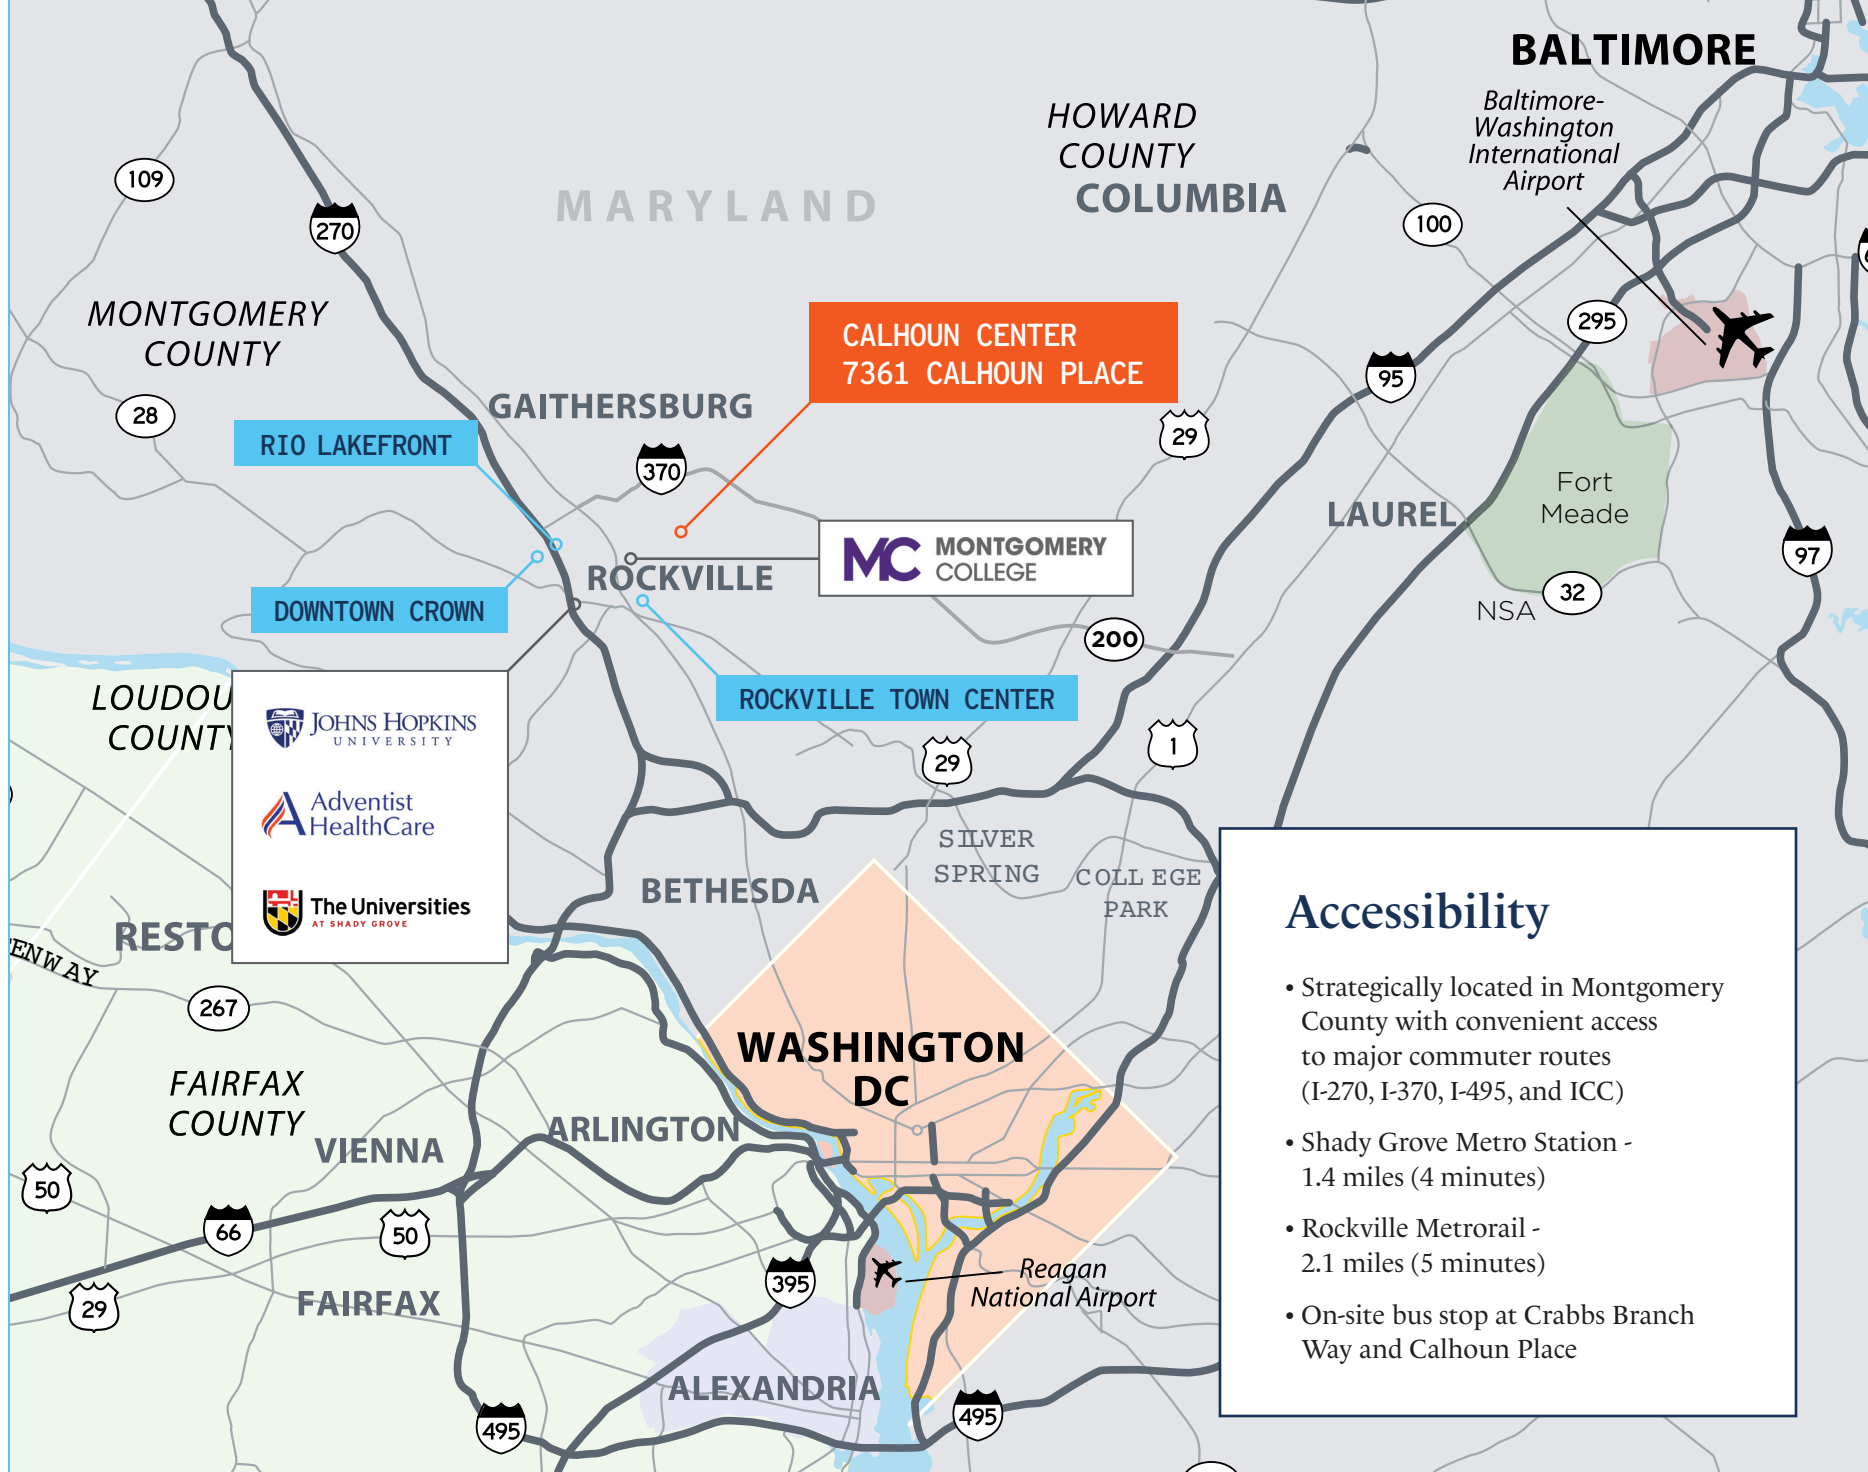 BALTIMORE
Baltimore-
Washington
International
Airport
HOWARD
COUNTY
COLUMBIA
MARYLAND
109
270
100
MONTGOMERY
COUNTY
295
CALHOUN CENTER
7361 CALHOUN PLACE
95
28
GAITHERSBURG
29
RIO LAKEFRONT
370
Fort
Meade
LAUREL
MC MONTGOMERY
COLLEGE
97
ROCKVILLE
32
NSA
DOWNTOWN CROWN
200
ROCKVILLE TOWN CENTER
LOUDOU
COUNTY
JOHNS HOPKINS
UNIVERSITY
1
29
Adventist
HealthCare
SILVER
SPRING
COLLEGE
PARK
BETHESDA
The Universities
AT SHADY GROVE
RESTO
ENWAY
267
WASHINGTON
DC
FAIRFAX
COUNTY
ARLINGTON
VIENNA
50
66
50
395
Reagan
National Airport
29
FAIRFAX
ALEXANDRIA
495
495
Accessibility
• Strategically located in Montgomery
County with convenient access
to major commuter routes
(I-270, I-370, I-495, and ICC)
• Shady Grove Metro Station -
1.4 miles (4 minutes)
• Rockville Metrorail -
2.1 miles (5 minutes)
• On-site bus stop at Crabbs Branch
Way and Calhoun Place